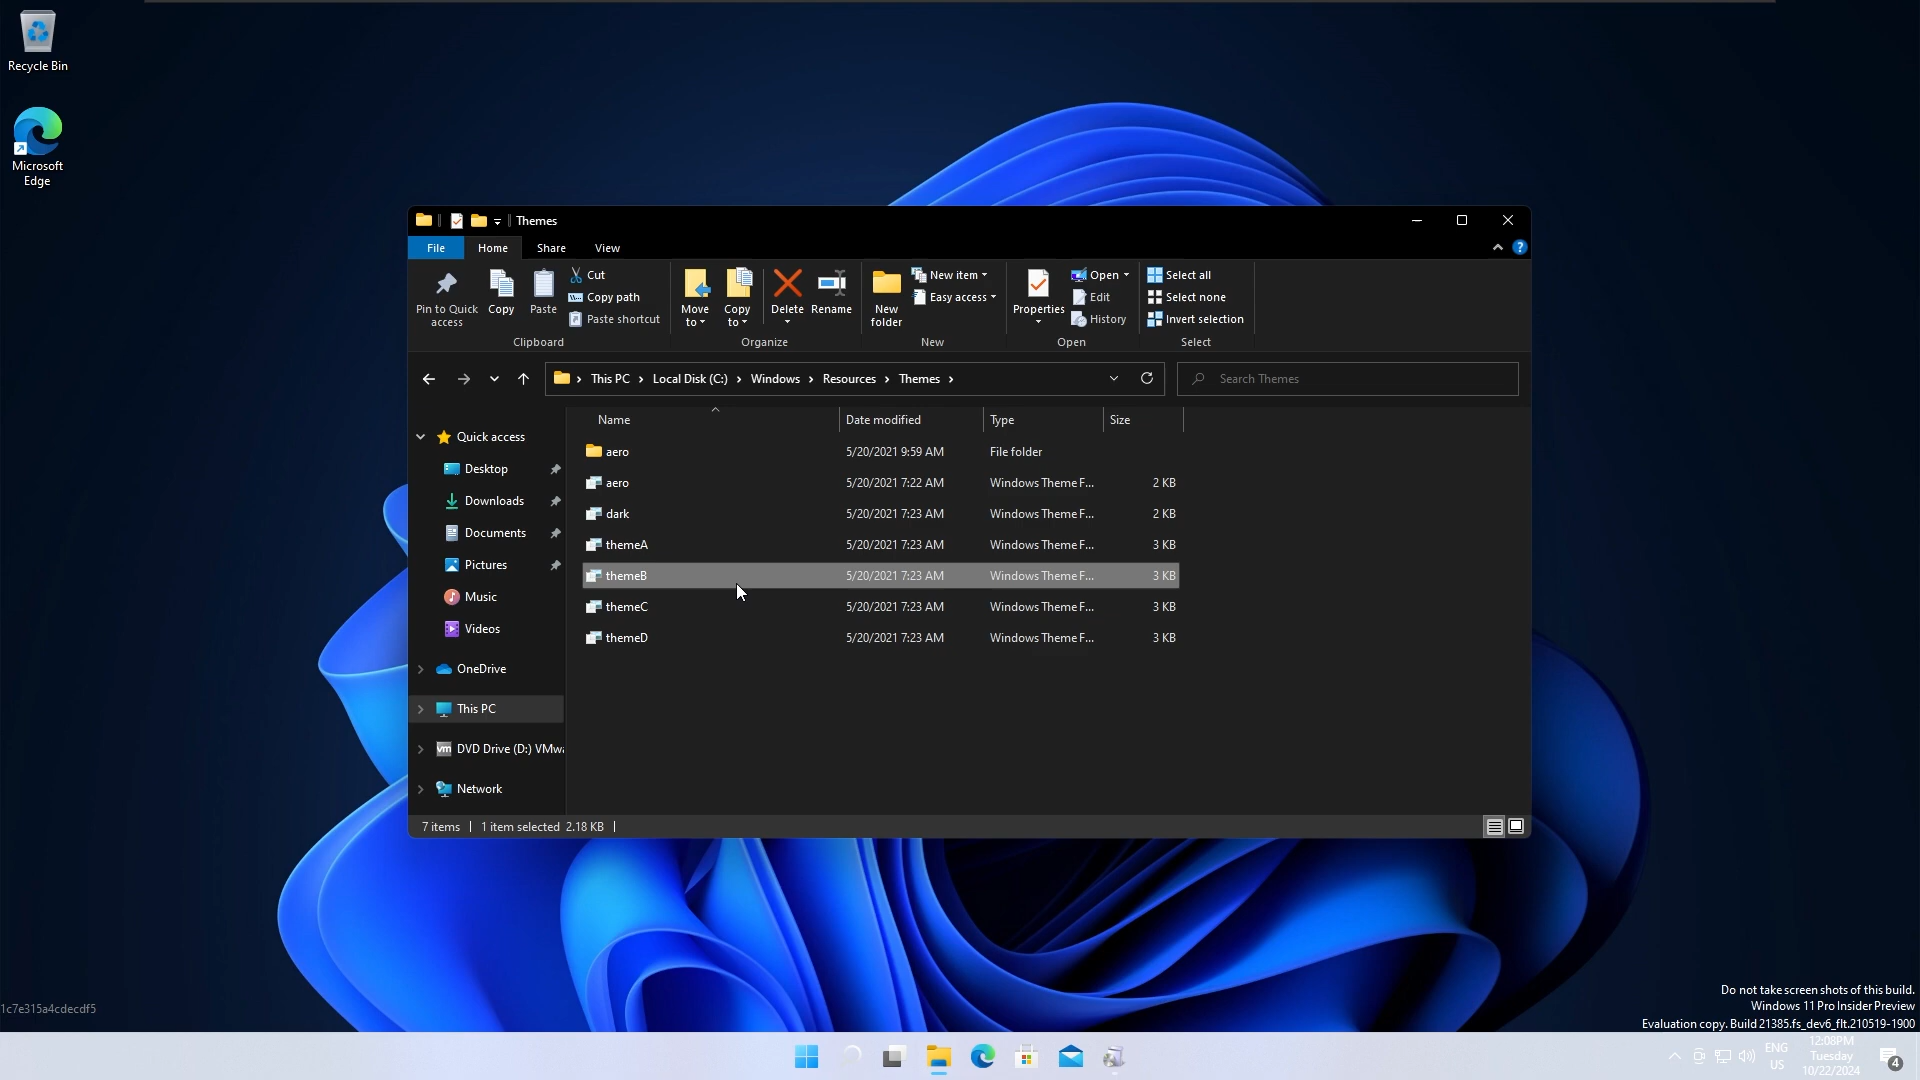 Recycle Bin
Microsoft
Edge
Themes
File Home Share View
Pin to Quick
access
Copy
Paste
Cut
Copy path
Paste shortcut
Clipboard
Move
to
Copy
to
Delete
Rename
Organize
New
folder
New item
Easy access
New
Properties
Open
Edit
History
Open
Select all
Select none
Invert selection
Select
This PC Local Disk (C:) Windows Resources Themes
Search Themes
Quick access
Desktop
Downloads
Documents
Pictures
Music
Videos
OneDrive
This PC
vm DVD Drive (D:) VMwa
Network
Name Date modified Type Size
aero 5/20/2021 9:59 AM File folder
aero 5/20/2021 7:22 AM Windows Theme F... 2 KB
dark 5/20/2021 7:23 AM Windows Theme F... 2 KB
themeA 5/20/2021 7:23 AM Windows Theme F... 3 KB
themeB 5/20/2021 7:23 AM Windows Theme F... 3 KB
themeC 5/20/2021 7:23 AM Windows Theme F... 3 KB
themeD 5/20/2021 7:23 AM Windows Theme F... 3 KB
7 items 1 item selected 2.18 KB
1c7e315a4cdecdf5
Do not take screen shots of this build.
Windows 11 Pro Insider Preview
Evaluation copy. Build 21385.fs_dev6_flt.210519-1900
ENG
US
12:08PM
Tuesday
10/22/2024
4